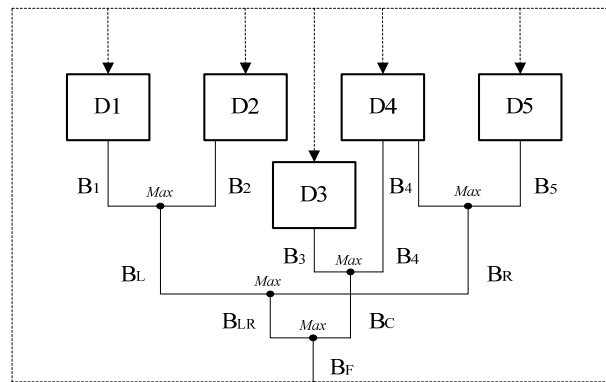 D1 D2 D4 D5
D3
B1 Max B2 B4 Max B5
B3 Max B4
BL Max BR
BLR Max BC
BF